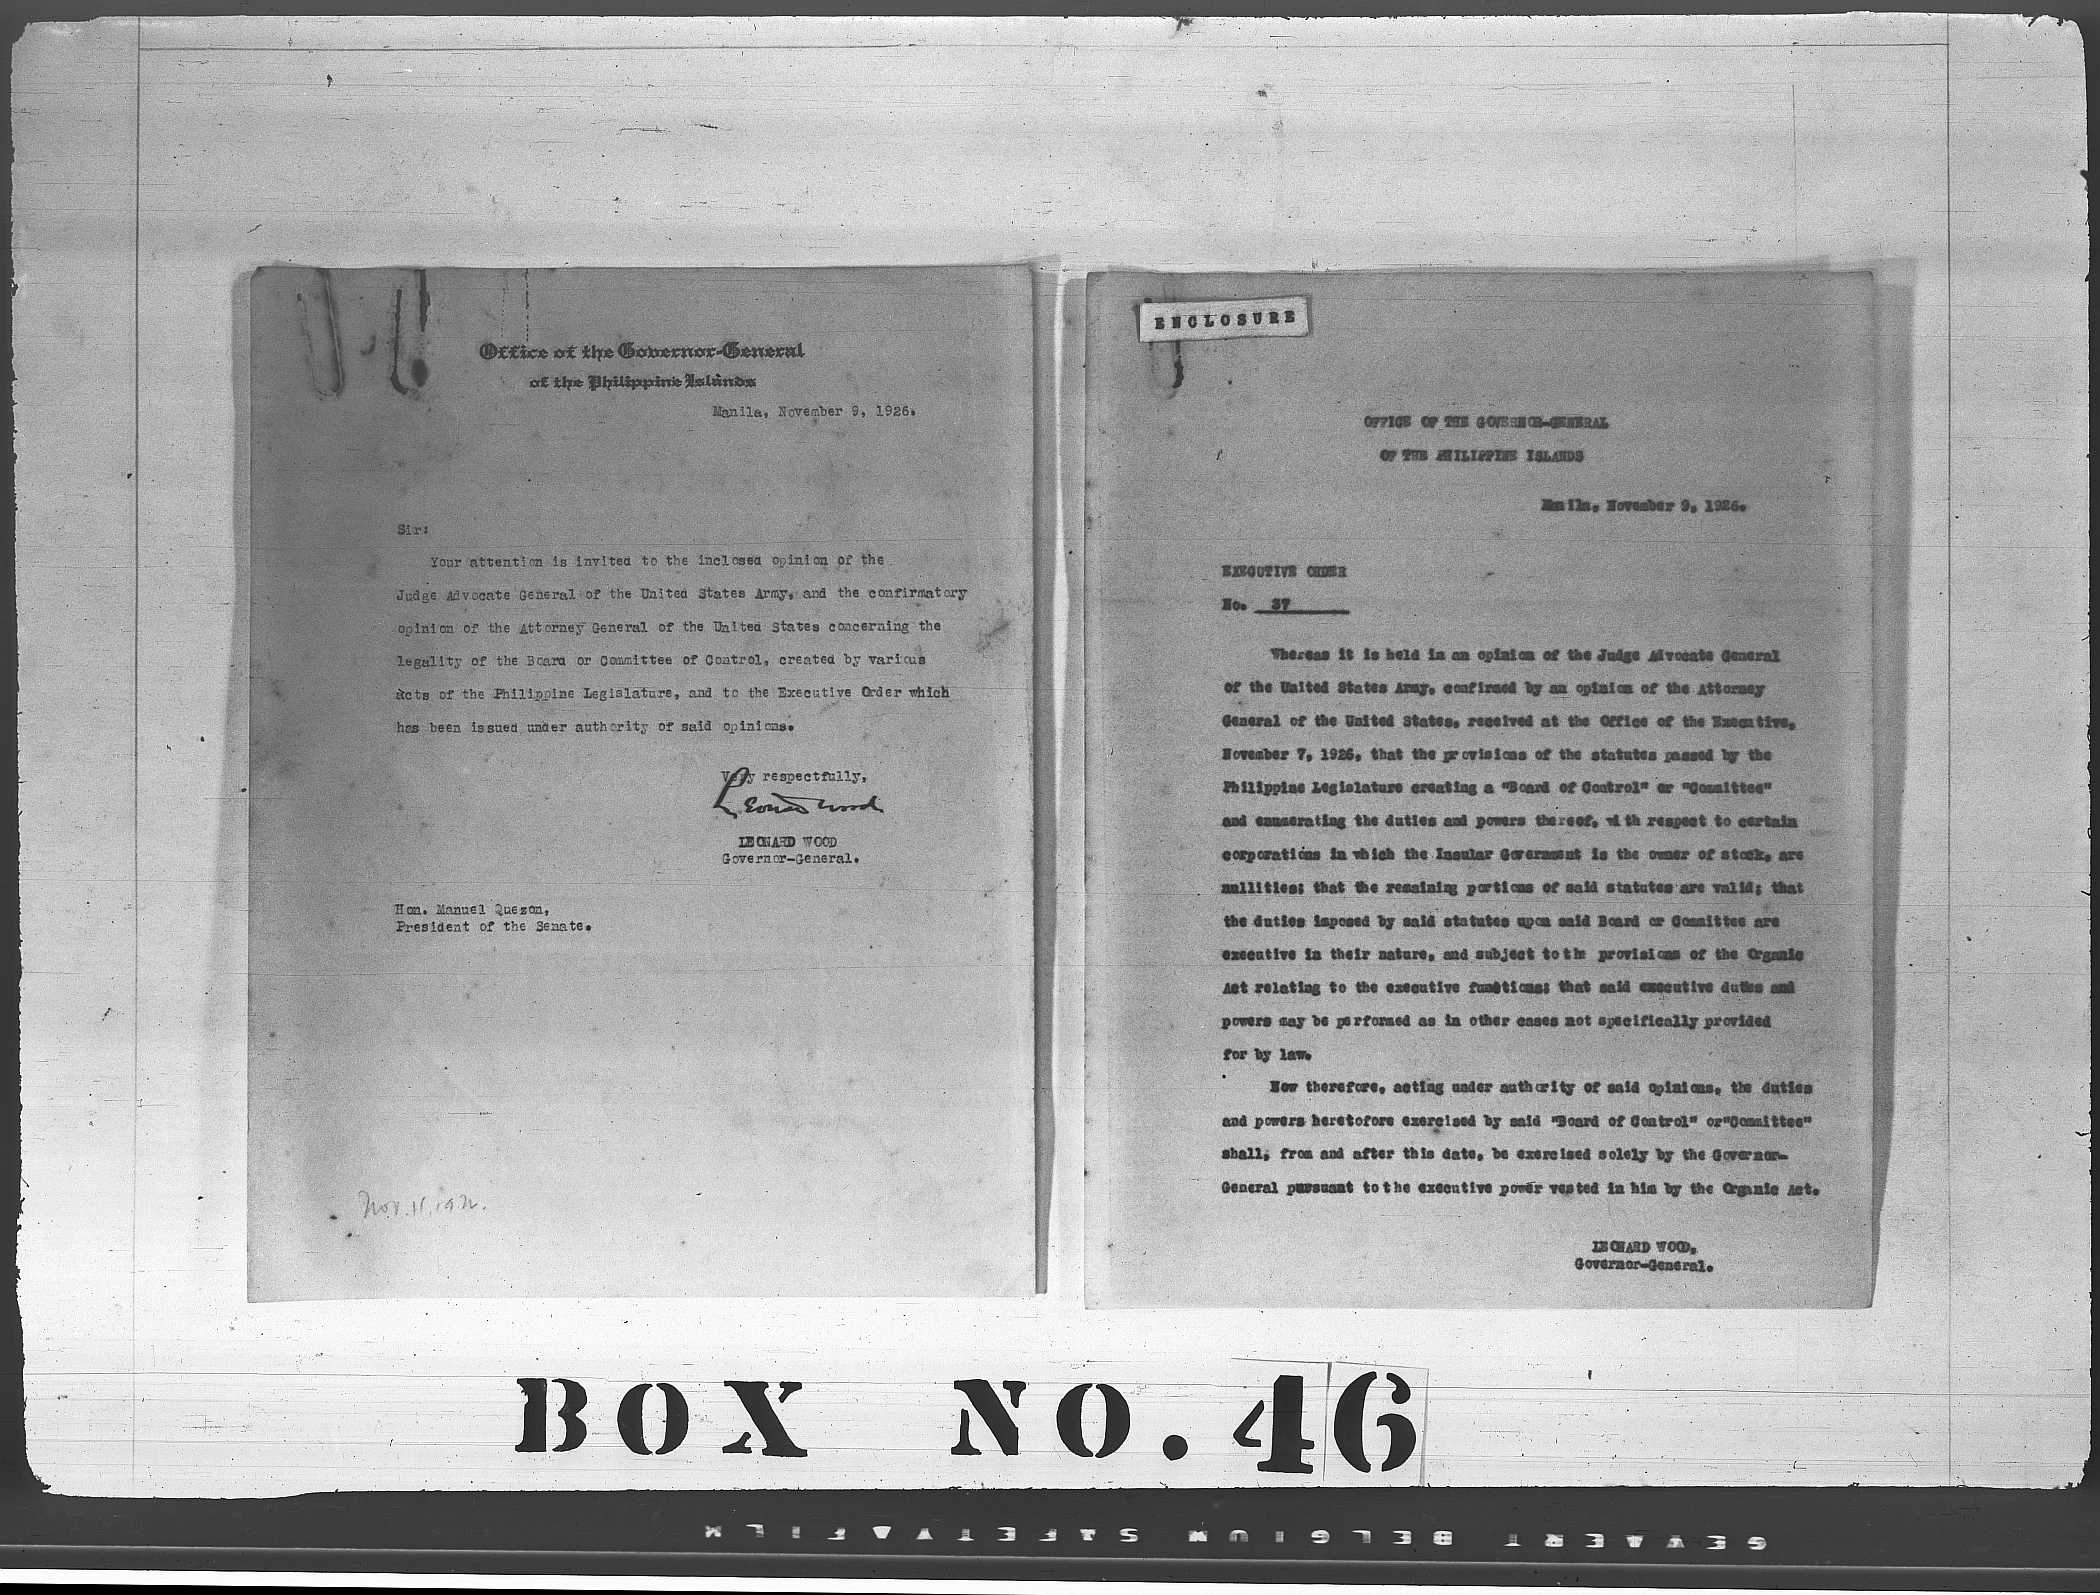 Office of the Governor-General
of the Philippine Islands
Manila, November 9, 1926.
Sir:
Your attention is invited to the inclosed opinion of the
Judge Advocate General of the United States Army, and the confirmatory
opinion of the Attorney General of the United States concerning the
legality of the Board or Committee of Control, created by various
Acts of the Philippine Legislature, and to the Executive Order which
has been issued under authority of said opinions.
Very respectfully,
Leonard Wood
LEONARD WOOD
Governor-General.
Hon. Manuel Quezon,
President of the Senate.
Nov. 11,
ENCLOSURE
OFFICE OF THE GOVERNOR-GENERAL
OF THE PHILIPPINE ISLANDS
Manila, November 9, 1926.
EXECUTIVE ORDER
No. 37
Whereas it is held in an opinion of the Judge Advocate General
of the United States Army, confirmed by an opinion of the Attorney
General of the United States, received at the Office of the Executive,
November 7, 1926, that the provisions of the statutes passed by the
Philippine Legislature creating a "Board of Control" or "Committee"
and enumerating the duties and powers thereof, with respect to certain
corporations in which the Insular Government is the owner of stock, are
nullities; that the remaining portions of said statutes are valid; that
the duties imposed by said statutes upon said Board or Committee are
executive in their nature, and subject to the provisions of the Organic
Act relating to the executive functions; that said executive duties and
powers may be performed as in other cases not specifically provided
for by law.
Now therefore, acting under authority of said opinions, the duties
and powers heretofore exercised by said "Board of Control" or "Committee"
shall, from and after this date, be exercised solely by the Governor-
General pursuant to the executive power vested in him by the Organic Act.
LEONARD WOOD,
Governor-General.
BOX NO. 46
GEVAERT BELGIUM SAFETY FILM